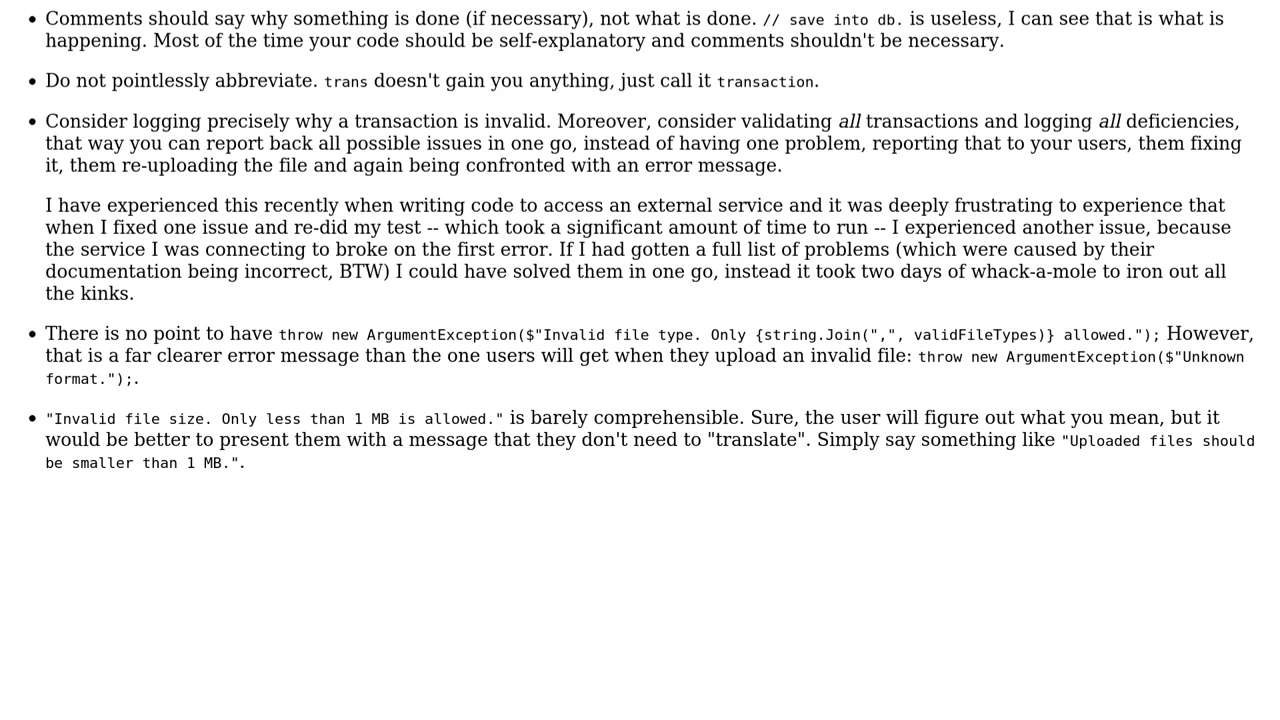 • Comments should say why something is done (if necessary), not what is done. // save into db. is useless, I can see that is what is
happening. Most of the time your code should be self-explanatory and comments shouldn't be necessary.
• Do not pointlessly abbreviate. trans doesn't gain you anything, just call it transaction.
• Consider logging precisely why a transaction is invalid. Moreover, consider validating all transactions and logging all deficiencies,
that way you can report back all possible issues in one go, instead of having one problem, reporting that to your users, them fixing
it, them re-uploading the file and again being confronted with an error message.
I have experienced this recently when writing code to access an external service and it was deeply frustrating to experience that
when I fixed one issue and re-did my test -- which took a significant amount of time to run -- I experienced another issue, because
the service I was connecting to broke on the first error. If I had gotten a full list of problems (which were caused by their
documentation being incorrect, BTW) I could have solved them in one go, instead it took two days of whack-a-mole to iron out all
the kinks.
• There is no point to have throw new ArgumentException($"Invalid file type. Only {string.Join(",", validFileTypes)} allowed."); However,
that is a far clearer error message than the one users will get when they upload an invalid file: throw new ArgumentException($"Unknown
format.");.
• "Invalid file size. Only less than 1 MB is allowed." is barely comprehensible. Sure, the user will figure out what you mean, but it
would be better to present them with a message that they don't need to "translate". Simply say something like "Uploaded files should
be smaller than 1 MB.".